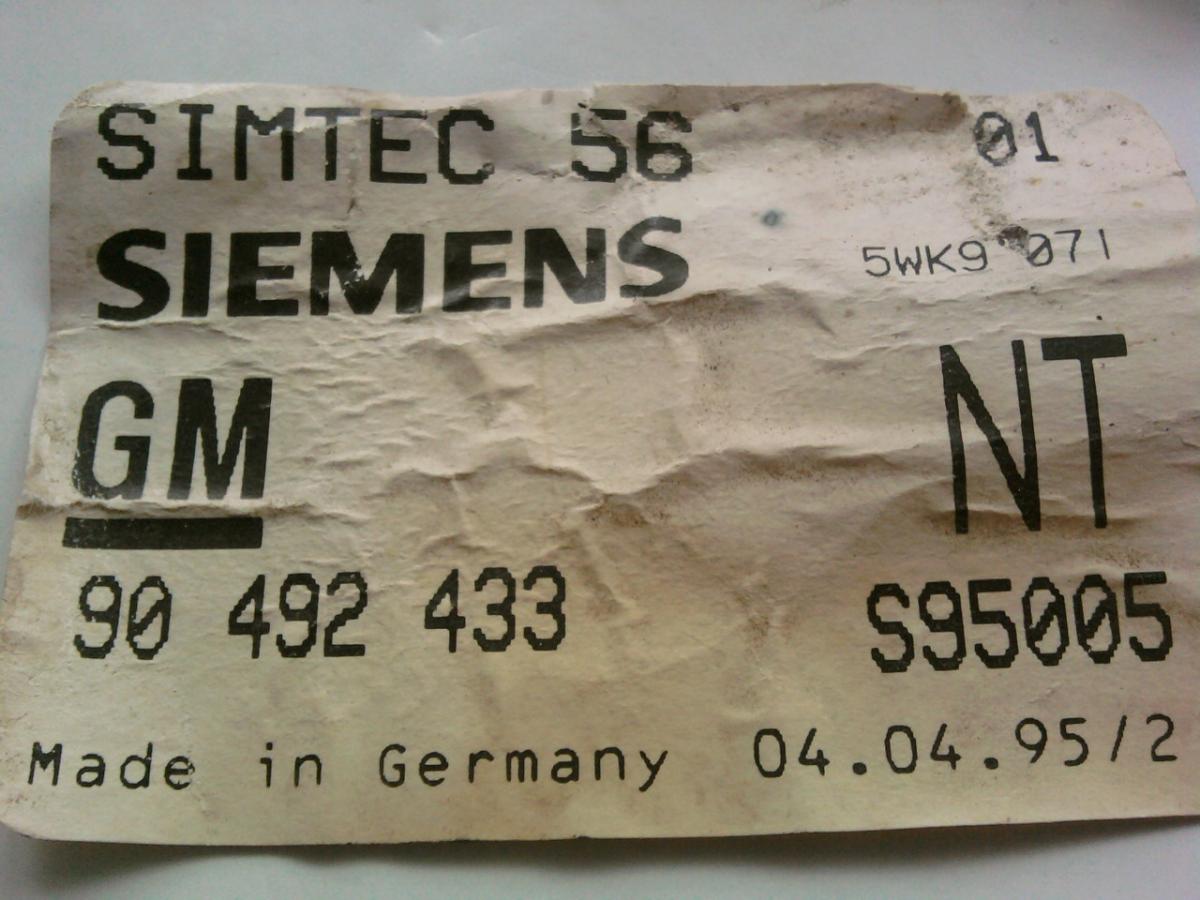 SIMTEC 56 01
SIEMENS 5WK9 071
GM NT
90 492 433 S95005
Made in Germany 04.04.95/2